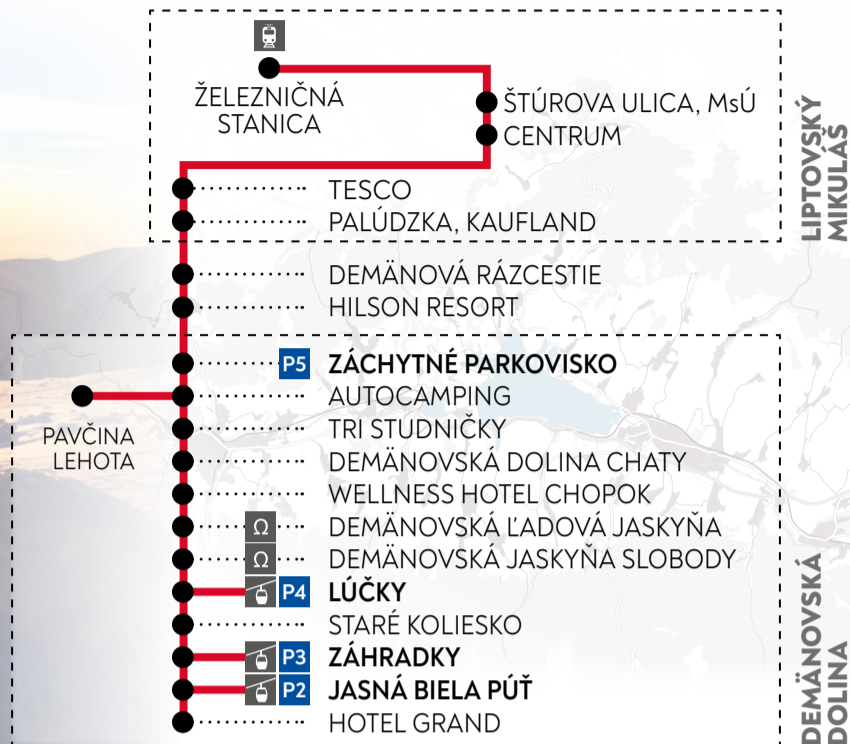 ŽELEZNIČNÁ
STANICA
ŠTÚROVA ULICA, MsÚ
CENTRUM
TESCO
PALÚDZKA, KAUFLAND
LIPTOVSKÝ
MIKULÁŠ
DEMÄNOVÁ RÁZCESTIE
HILSON RESORT
P5 ZÁCHYTNÉ PARKOVISKO
AUTOCAMPING
PAVČINA
LEHOTA
TRI STUDNIČKY
DEMÄNOVSKÁ DOLINA CHATY
WELLNESS HOTEL CHOPOK
Ω DEMÄNOVSKÁ ĽADOVÁ JASKYŇA
Ω DEMÄNOVSKÁ JASKYŇA SLOBODY
P4 LÚČKY
STARÉ KOLIESKO
P3 ZÁHRADKY
P2 JASNÁ BIELA PÚŤ
HOTEL GRAND
DEMÄNOVSKÁ
DOLINA